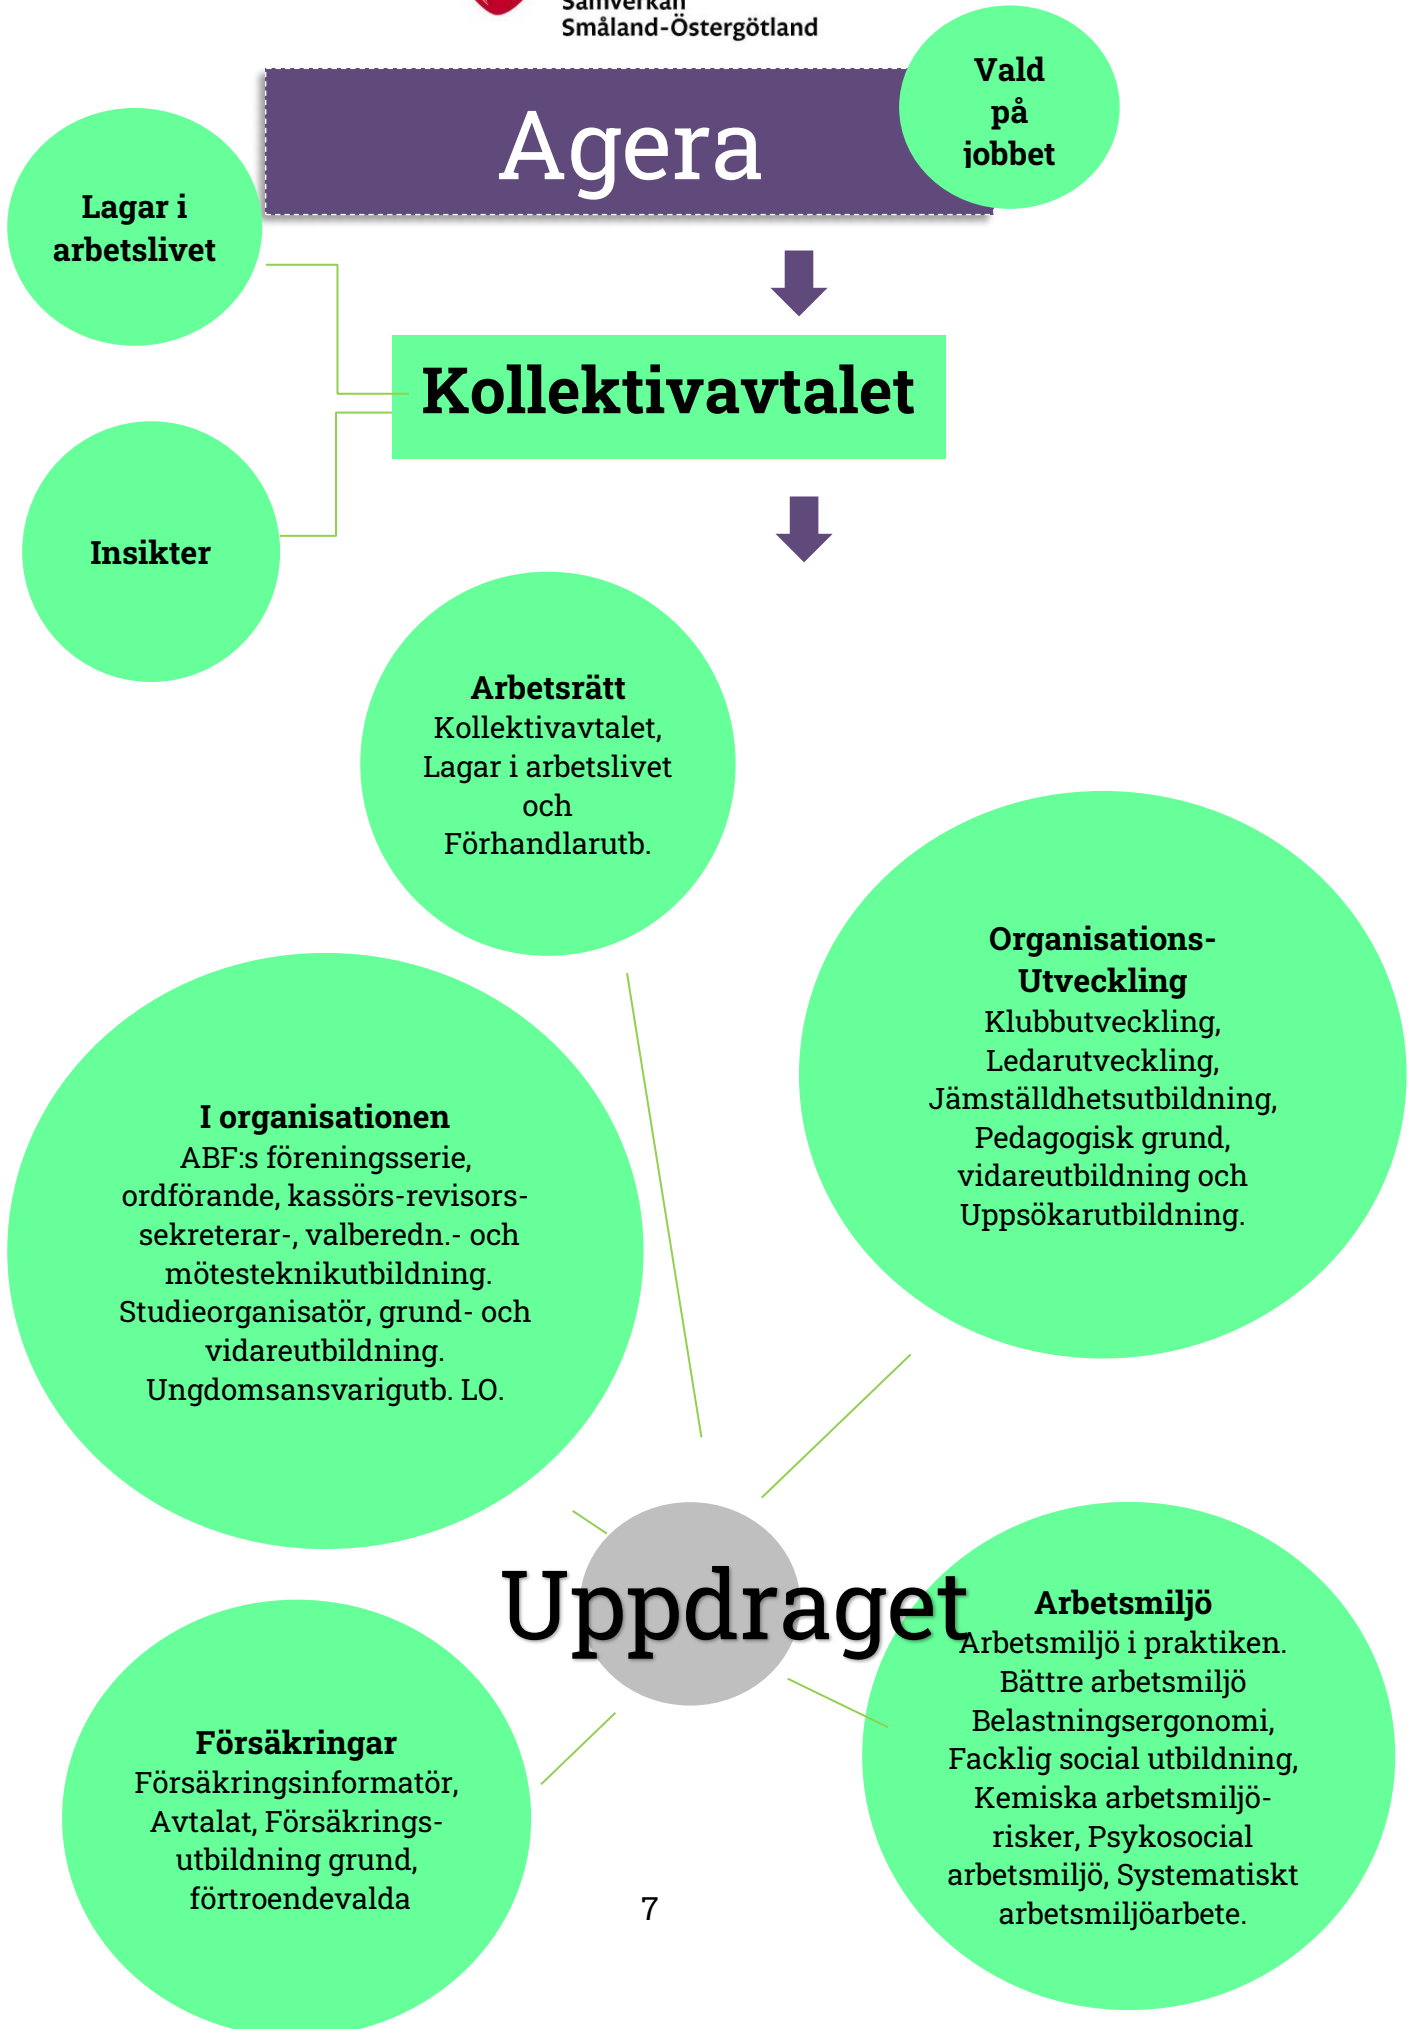 Samverkan
Småland-Östergötland
Vald
på
jobbet
Agera
Lagar i
arbetslivet
Kollektivavtalet
Insikter
Arbetsrätt
Kollektivavtalet,
Lagar i arbetslivet
och
Förhandlarutb.
Organisations-
Utveckling
Klubbutveckling,
Ledarutveckling,
Jämställdhetsutbildning,
Pedagogisk grund,
vidareutbildning och
Uppsökarutbildning.
I organisationen
ABF:s föreningsserie,
ordförande, kassörs-revisors-
sekreterar-, valberedn.- och
mötesteknikutbildning.
Studieorganisatör, grund- och
vidareutbildning.
Ungdomsansvarigutb. LO.
Uppdraget
Arbetsmiljö
Arbetsmiljö i praktiken.
Bättre arbetsmiljö
Belastningsergonomi,
Facklig social utbildning,
Kemiska arbetsmiljö-
risker, Psykosocial
arbetsmiljö, Systematiskt
arbetsmiljöarbete.
Försäkringar
Försäkringsinformatör,
Avtalat, Försäkrings-
utbildning grund,
förtroendevalda
7